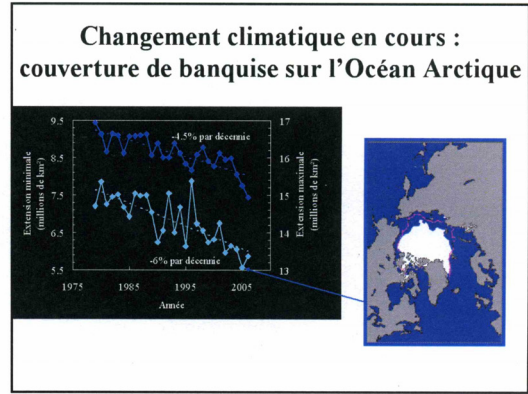 Changement climatique en cours :
couverture de banquise sur l'Océan Arctique
9.5
8.5
7.5
6.5
5.5
Extension minimale
(millions de km²)
-4.5% par décennie
-6% par décennie
17
16
15
14
13
Extension maximale
(millions de km²)
1975
1985
1995
2005
Année